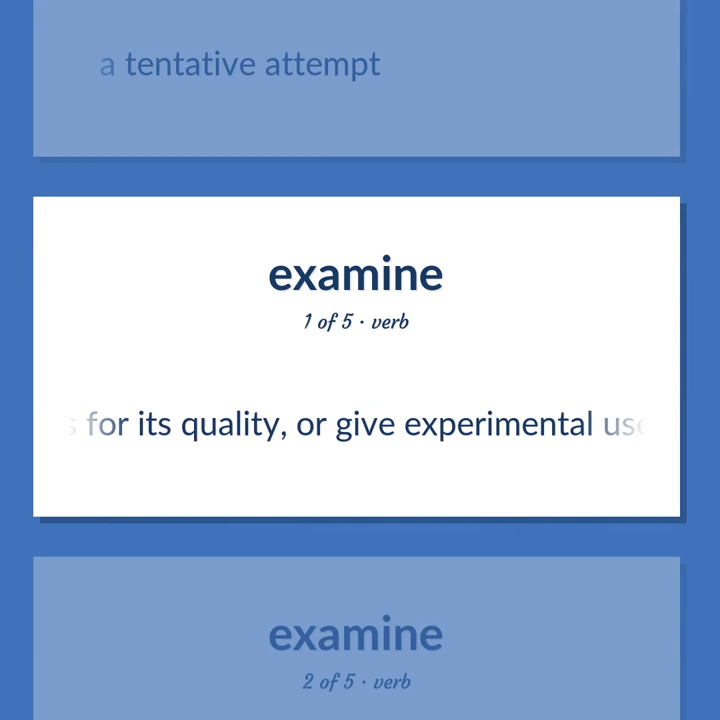 a tentative attempt
examine
1 of 5 · verb
for its quality, or give experimental use
examine
2 of 5 · verb